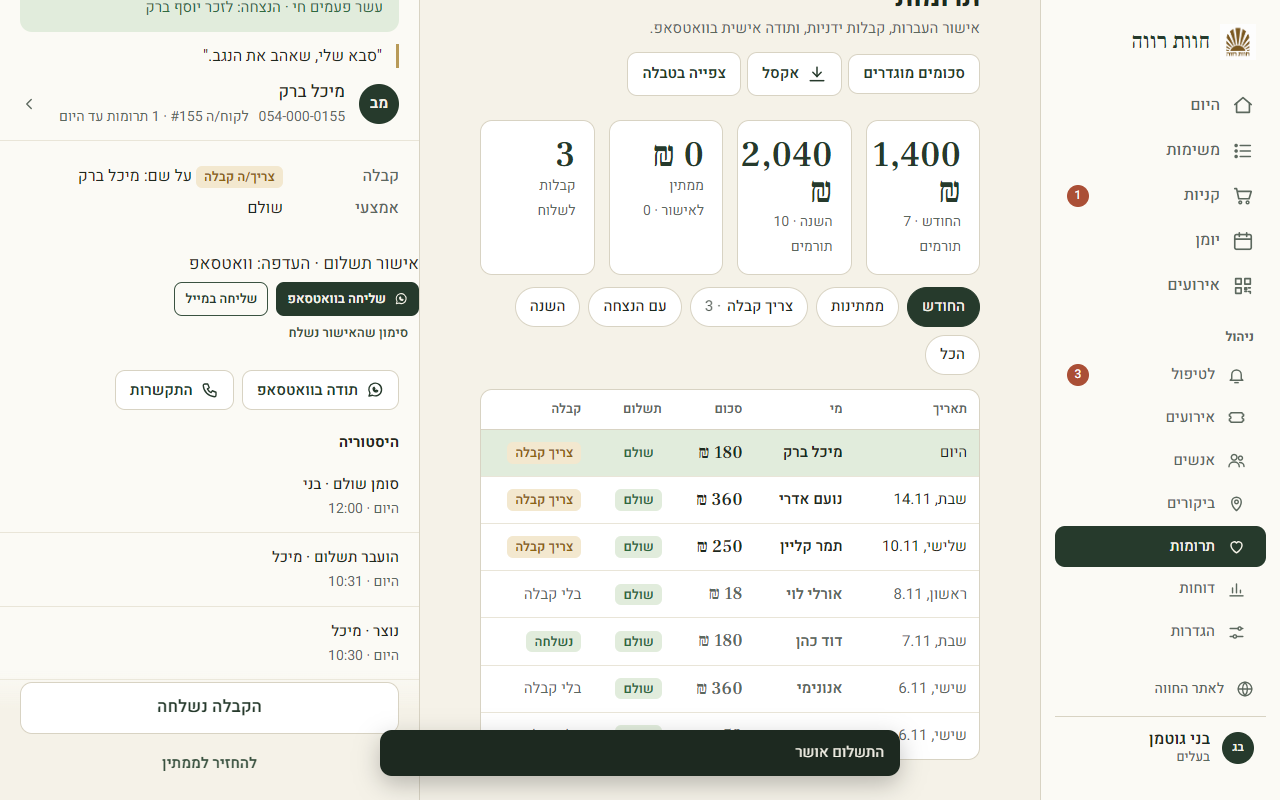 חוות רווה
היום
משימות
קניות
1
יומן
אירועים
ניהול
לטיפול
3
אירועים
אנשים
ביקורים
תרומות
דוחות
הגדרות
לאתר החווה
בג
בני גוטמן
בעלים
תרומות
אישור העברות, קבלות ידניות, ותודה אישית בוואטסאפ.
סכומים מוגדרים
אקסל
צפייה בטבלה
1,400 ₪
החודש · 7 תורמים
2,040 ₪
השנה · 10 תורמים
0 ₪
ממתין לאישור · 0
3
קבלות לשלוח
החודש
ממתינות
צריך קבלה · 3
עם הנצחה
השנה
הכל
תאריך מי סכום תשלום קבלה
היום מיכל ברק 180 ₪ שולם צריך קבלה
שבת, 14.11 נועם אדרי 360 ₪ שולם צריך קבלה
שלישי, 10.11 תמר קליין 250 ₪ שולם צריך קבלה
ראשון, 8.11 אורלי לוי 18 ₪ שולם בלי קבלה
שבת, 7.11 דוד כהן 180 ₪ שולם נשלחה
שישי, 6.11 אנונימי 360 ₪ שולם בלי קבלה
שישי, 6.11
התשלום אושר
עשר פעמים חי · הנצחה: לזכר יוסף ברק
"סבא שלי, שאהב את הנגב."
מב
מיכל ברק
054-000-0155 לקוח/ה #155 · 1 תרומות עד היום
קבלה צריך/ה קבלה על שם: מיכל ברק
אמצעי שולם
אישור תשלום · העדפה: וואטסאפ
שליחה בוואטסאפ
שליחה במייל
סימון שהאישור נשלח
תודה בוואטסאפ
התקשרות
היסטוריה
סומן שולם · בני
היום · 12:00
הועבר תשלום · מיכל
היום · 10:31
נוצר · מיכל
היום · 10:30
הקבלה נשלחה
להחזיר לממתין